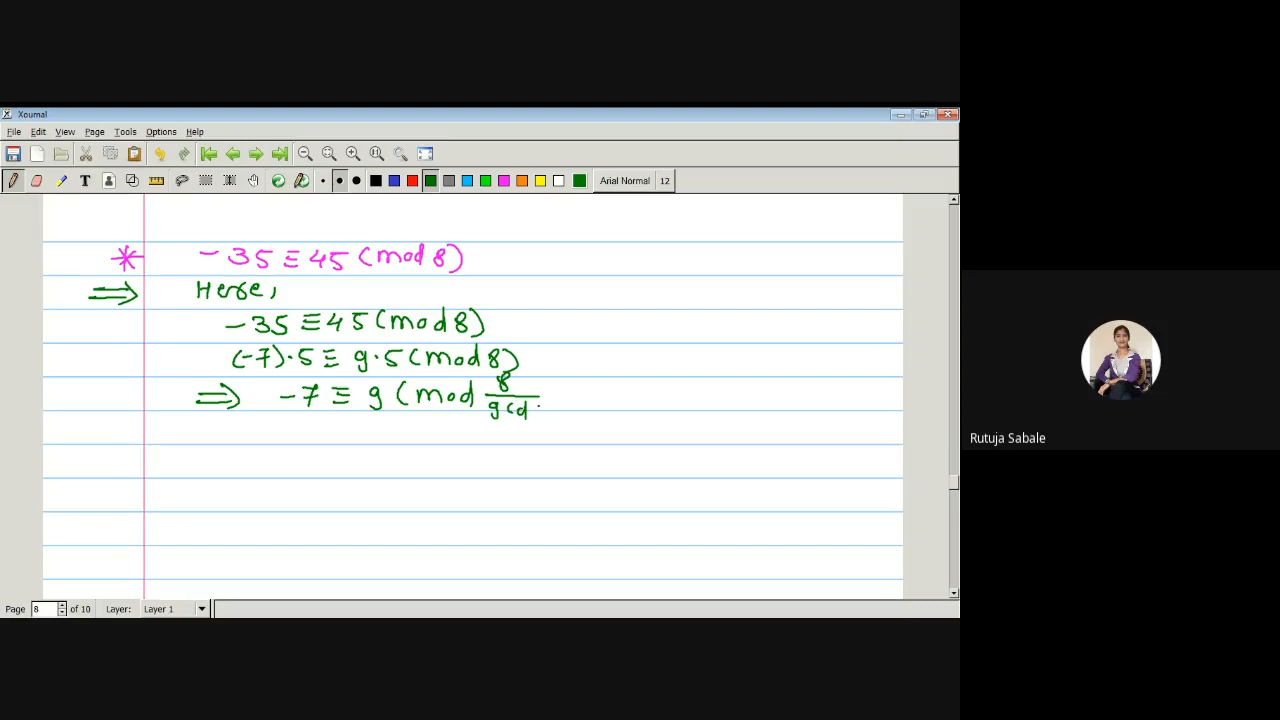 Xournal
File Edit View Page Tools Options Help
Arial Normal 12
* -35 ≡ 45 (mod 8)
⇒ Here,
-35 ≡ 45 (mod 8)
(-7)·5 ≡ 9·5 (mod 8)
⇒ -7 ≡ 9 (mod 8/gcd
Rutuja Sabale
Page 8 of 10 Layer: Layer 1